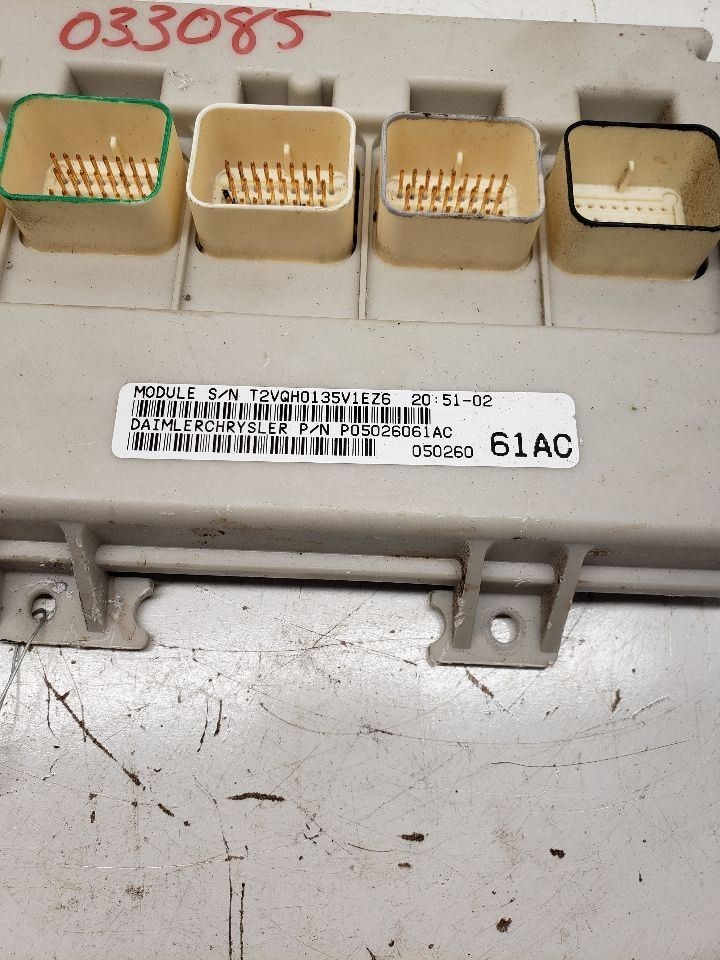 033085
MODULE S/N T2VQH0135V1EZ6 20:51-02
DAIMLERCHRYSLER P/N P05026061AC
050260 61AC